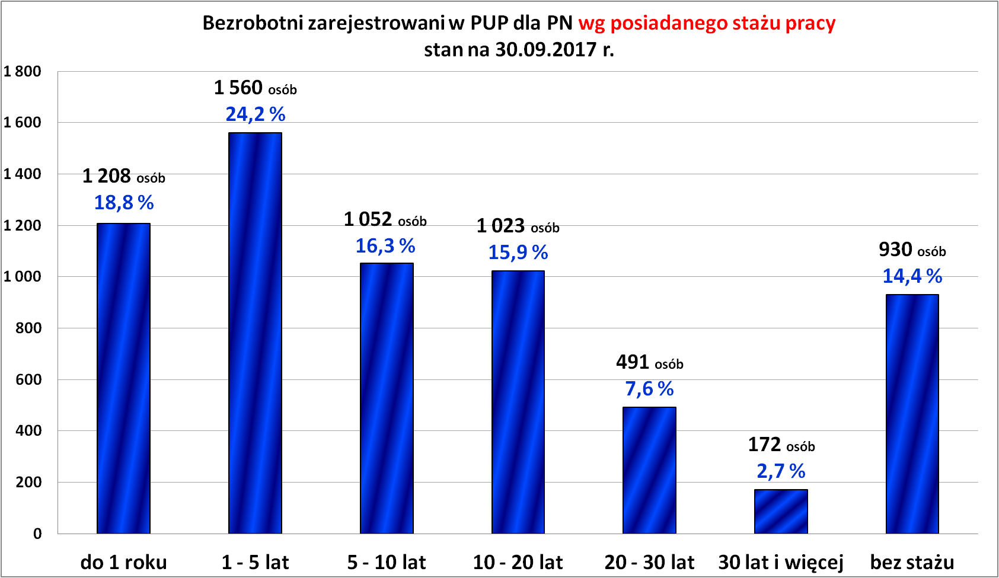 Bezrobotni zarejestrowani w PUP dla PN wg posiadanego stażu pracy
stan na 30.09.2017 r.
1 800
1 600
1 400
1 200
1 000
800
600
400
200
0
1 208 osób
18,8 %
1 560 osób
24,2 %
1 052 osób
16,3 %
1 023 osób
15,9 %
491 osób
7,6 %
172 osób
2,7 %
930 osób
14,4 %
do 1 roku
1 - 5 lat
5 - 10 lat
10 - 20 lat
20 - 30 lat
30 lat i więcej
bez stażu